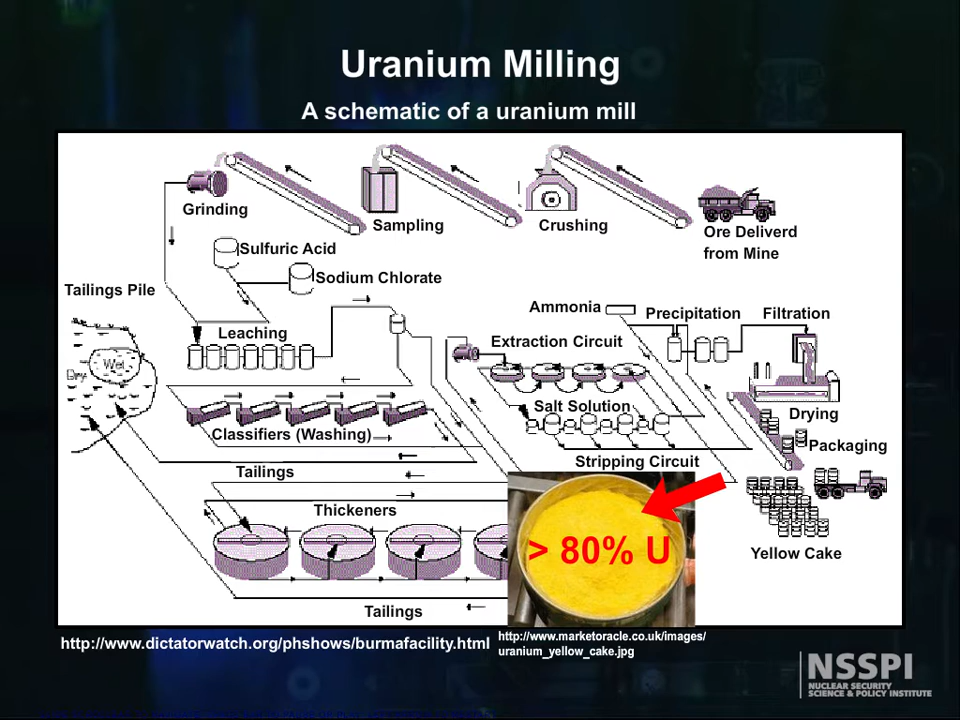 Uranium Milling
A schematic of a uranium mill
Grinding
Sampling
Crushing
Ore Deliverd
from Mine
Sulfuric Acid
Sodium Chlorate
Tailings Pile
Leaching
Ammonia
Precipitation
Filtration
Extraction Circuit
Dry
Wet
Salt Solution
Drying
Classifiers (Washing)
Packaging
Stripping Circuit
Tailings
Thickeners
> 80% U
Yellow Cake
Tailings
http://www.dictatorwatch.org/phshows/burmafacility.html
http://www.marketoracle.co.uk/images/
uranium_yellow_cake.jpg
NSSPI
NUCLEAR SECURITY
SCIENCE & POLICY INSTITUTE